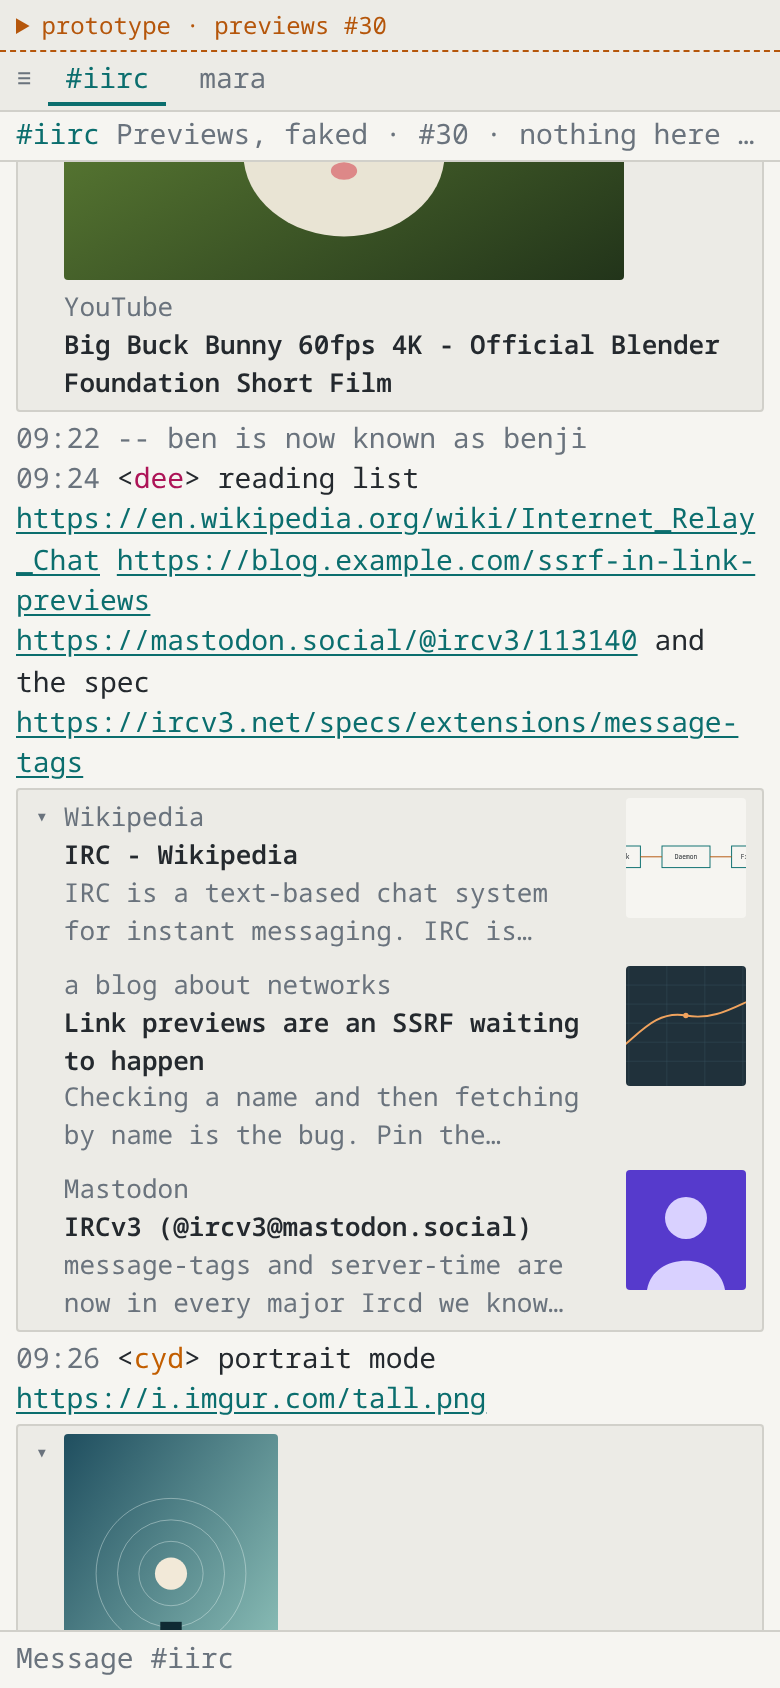 ▶ prototype · previews #30
≡ #iirc mara
#iirc Previews, faked · #30 · nothing here …
YouTube
Big Buck Bunny 60fps 4K - Official Blender
Foundation Short Film
09:22 -- ben is now known as benji
09:24 <dee> reading list
https://en.wikipedia.org/wiki/Internet_Relay
_Chat https://blog.example.com/ssrf-in-link-
previews
https://mastodon.social/@ircv3/113140 and
the spec
https://ircv3.net/specs/extensions/message-
tags
▾ Wikipedia
IRC - Wikipedia
IRC is a text-based chat system
for instant messaging. IRC is…
k Daemon
a blog about networks
Link previews are an SSRF waiting
to happen
Checking a name and then fetching
by name is the bug. Pin the…
Mastodon
IRCv3 (@ircv3@mastodon.social)
message-tags and server-time are
now in every major Ircd we know…
09:26 <cyd> portrait mode
https://i.imgur.com/tall.png
▾
Message #iirc